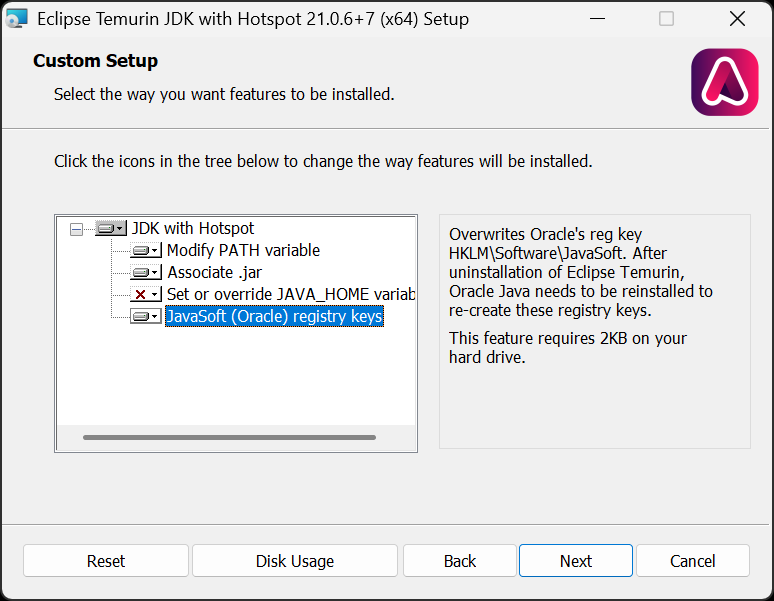 Eclipse Temurin JDK with Hotspot 21.0.6+7 (x64) Setup
Custom Setup
Select the way you want features to be installed.
Click the icons in the tree below to change the way features will be installed.
JDK with Hotspot
Modify PATH variable
Associate .jar
Set or override JAVA_HOME variab
JavaSoft (Oracle) registry keys
Overwrites Oracle's reg key
HKLM\Software\JavaSoft. After
uninstallation of Eclipse Temurin,
Oracle Java needs to be reinstalled to
re-create these registry keys.
This feature requires 2KB on your
hard drive.
Reset
Disk Usage
Back
Next
Cancel